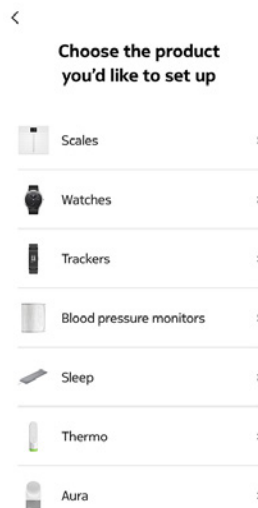 Choose the product
you'd like to set up
Scales
Watches
Trackers
Blood pressure monitors
Sleep
Thermo
Aura